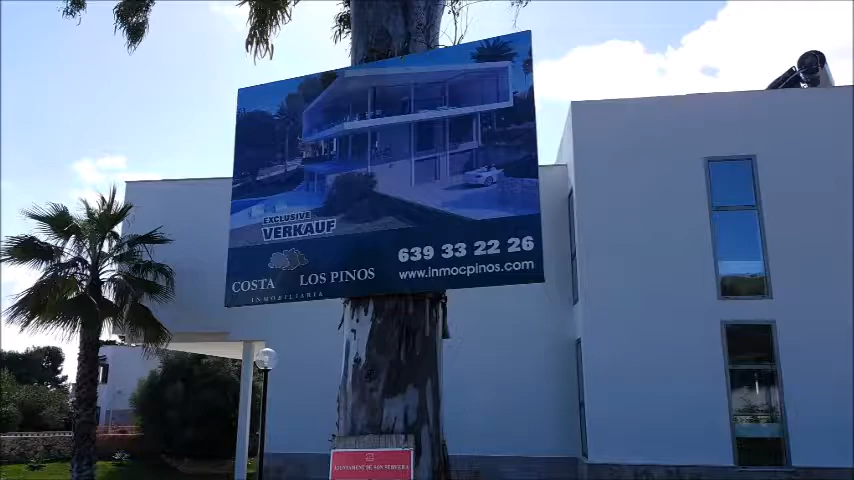 EXCLUSIVE
VERKAUF
COSTA LOS PINOS
INMOBILIARIA
639 33 22 26
www.inmocpinos.com
AJUNTAMENT DE SON SERVERA